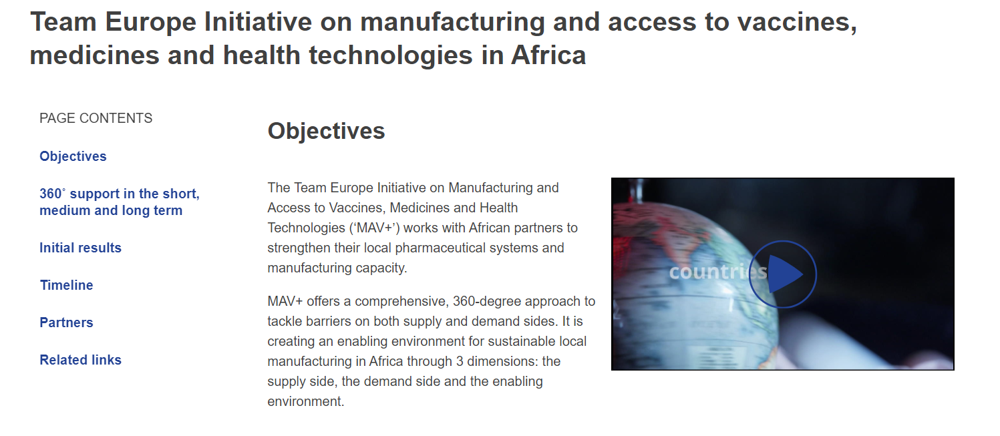 Team Europe Initiative on manufacturing and access to vaccines,
medicines and health technologies in Africa
PAGE CONTENTS
Objectives
360˚ support in the short,
medium and long term
Initial results
Timeline
Partners
Related links
Objectives
The Team Europe Initiative on Manufacturing and
Access to Vaccines, Medicines and Health
Technologies (‘MAV+’) works with African partners to
strengthen their local pharmaceutical systems and
manufacturing capacity.
MAV+ offers a comprehensive, 360-degree approach to
tackle barriers on both supply and demand sides. It is
creating an enabling environment for sustainable local
manufacturing in Africa through 3 dimensions: the
supply side, the demand side and the enabling
environment.
countries